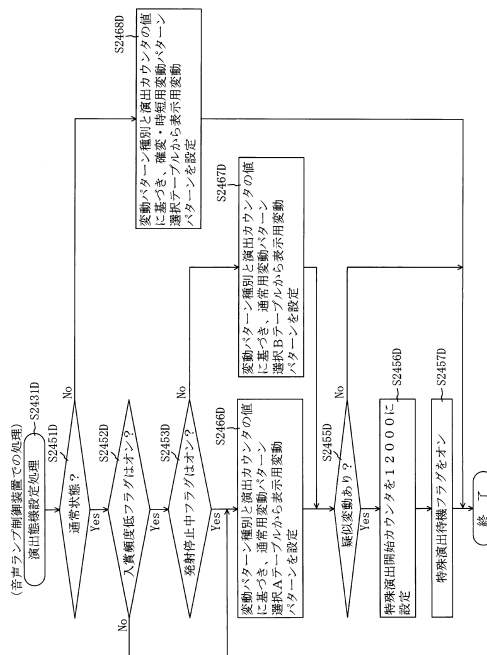 (音声ランプ制御装置での処理)
演出態様設定処理
S2431D
通常状態?
S2451D
Yes
No
入賞頻度低フラグはオン?
S2452D
Yes
No
発射停止中フラグはオン?
S2453D
Yes
No
変動パターン種別と演出カウンタの値
に基づき、通常用変動パターン
選択Aテーブルから表示用変動
パターンを設定
S2466D
変動パターン種別と演出カウンタの値
に基づき、通常用変動パターン
選択Bテーブルから表示用変動
パターンを設定
S2467D
変動パターン種別と演出カウンタの値
に基づき、確変・時短用変動パターン
選択テーブルから表示用変動
パターンを設定
S2468D
疑似変動あり?
S2455D
Yes
No
特殊演出開始カウンタを12000に
設定
S2456D
特殊演出待機フラグをオン
S2457D
終 了